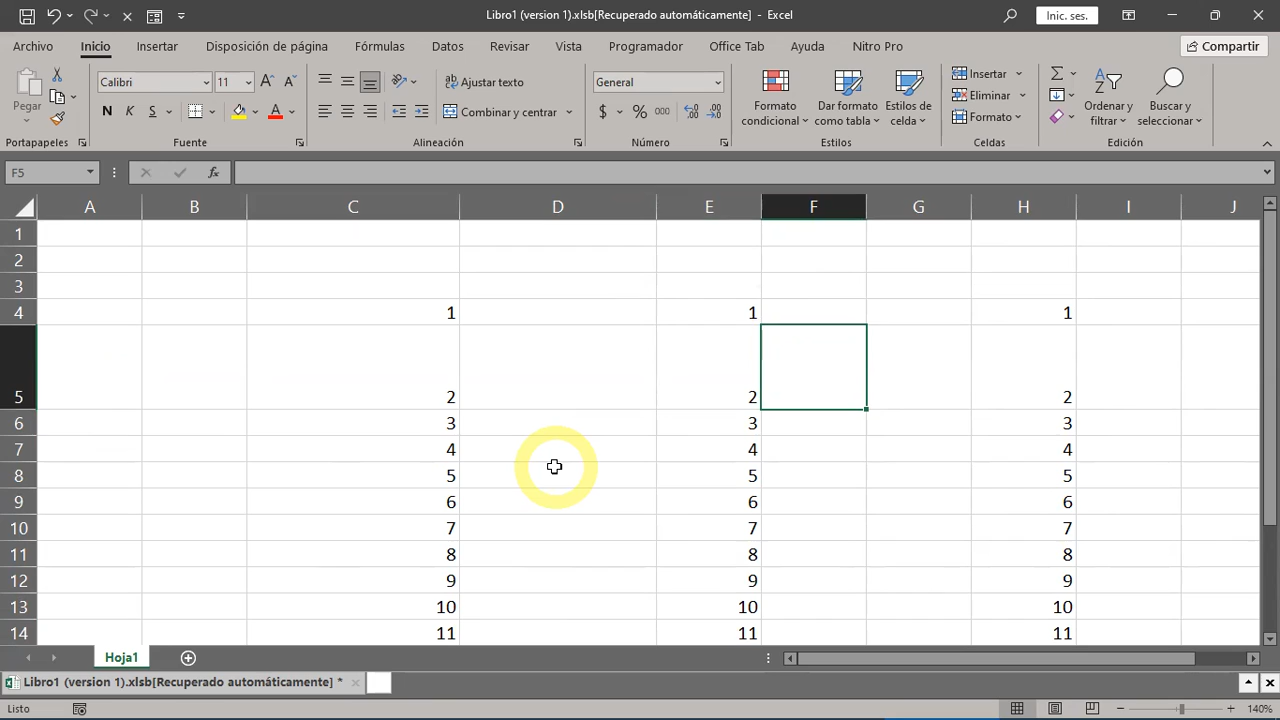 Libro1 (version 1).xlsb[Recuperado automáticamente] - Excel
Inic. ses.
Archivo Inicio Insertar Disposición de página Fórmulas Datos Revisar Vista Programador Office Tab Ayuda Nitro Pro Compartir
Pegar
Calibri 11
N K S
Ajustar texto
Combinar y centrar
General
$ % 000
Formato condicional
Dar formato como tabla
Estilos de celda
Insertar
Eliminar
Formato
Ordenar y filtrar
Buscar y seleccionar
Portapapeles Fuente Alineación Número Estilos Celdas Edición
F5 fx
A B C D E F G H I J
1
2
3
4 1 1 1
5 2 2 2
6 3 3 3
7 4 4 4
8 5 5 5
9 6 6 6
10 7 7 7
11 8 8 8
12 9 9 9
13 10 10 10
14 11 11 11
Hoja1
Libro1 (version 1).xlsb[Recuperado automáticamente] *
Listo 140%